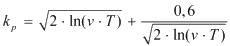 k_p = √(2 · ln(ν · T)) + 0,6 / √(2 · ln(ν · T))